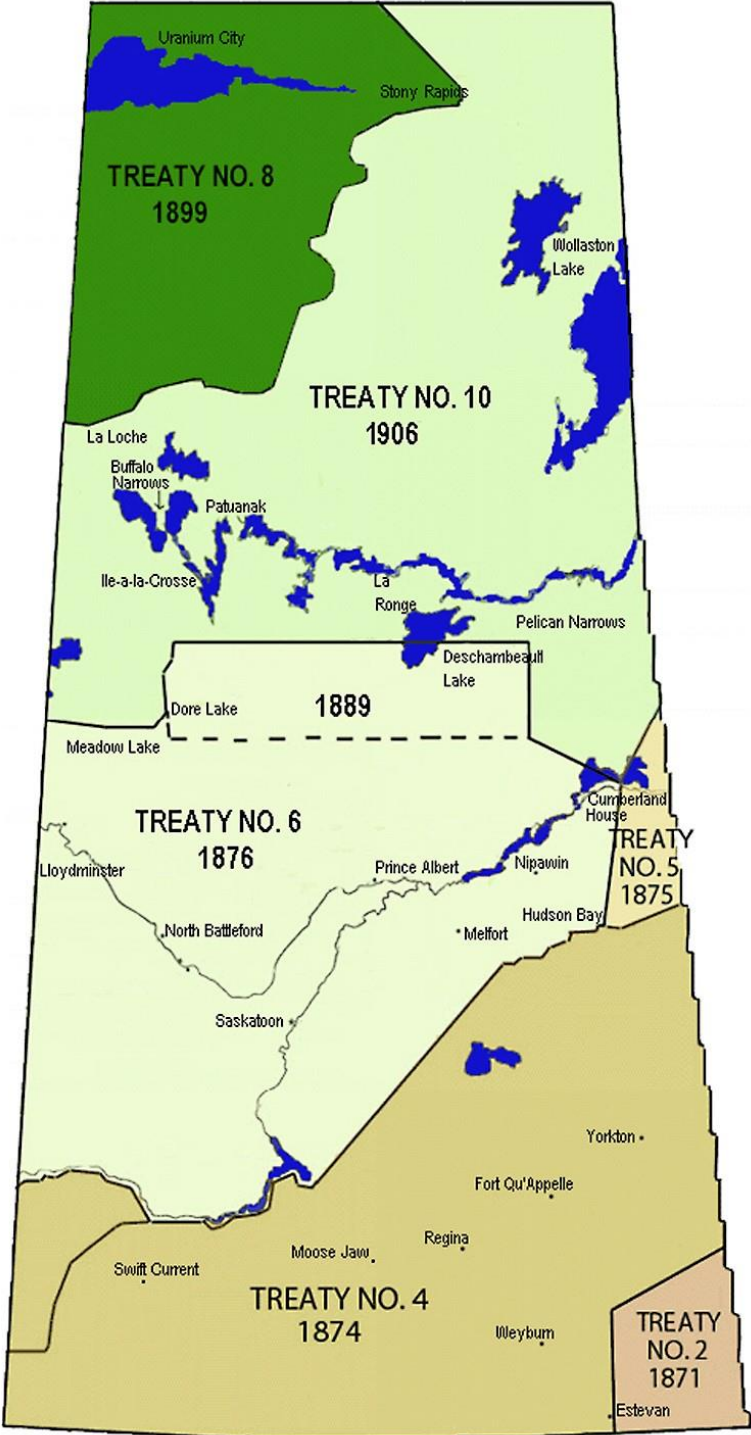 Uranium City
Stony Rapids
TREATY NO. 8
1899
Wollaston
Lake
TREATY NO. 10
1906
La Loche
Buffalo
Narrows
Patuanak
Ile-a-la-Crosse
La
Ronge
Pelican Narrows
Deschambeault
Lake
Dore Lake
1889
Meadow Lake
Cumberland
House
TREATY NO. 6
1876
TREATY
NO. 5
1875
Lloydminster
Prince Albert
Nipawin
Hudson Bay
North Battleford
Melfort
Saskatoon
Yorkton
Fort Qu'Appelle
Regina
Moose Jaw
Swift Current
TREATY NO. 4
1874
Weyburn
TREATY
NO. 2
1871
Estevan